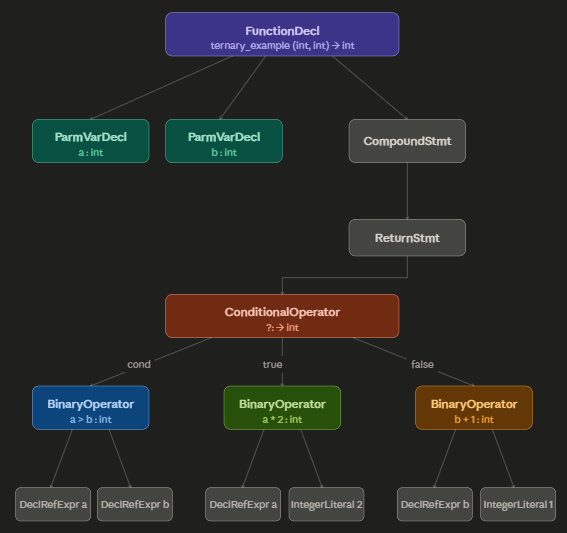 FunctionDecl
ternary_example (int, int) → int
ParmVarDecl
a : int
ParmVarDecl
b : int
CompoundStmt
ReturnStmt
ConditionalOperator
?: → int
cond
true
false
BinaryOperator
a > b : int
BinaryOperator
a * 2 : int
BinaryOperator
b + 1 : int
DeclRefExpr a
DeclRefExpr b
DeclRefExpr a
IntegerLiteral 2
DeclRefExpr b
IntegerLiteral 1